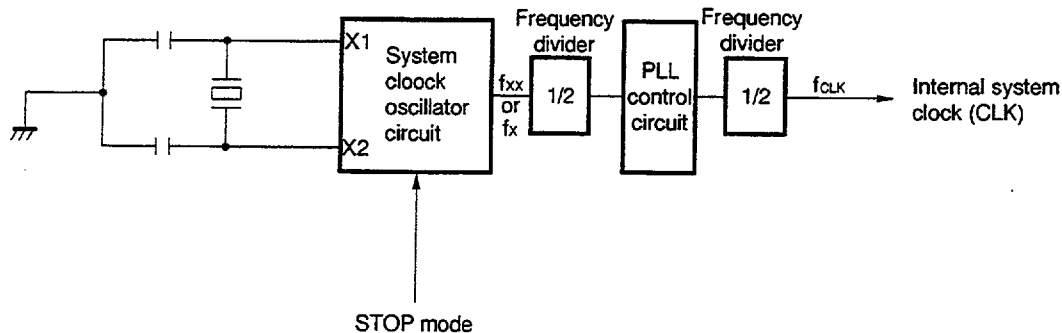 X1
X2
System
cloock
oscillator
circuit
fxx
or
fx
Frequency
divider
1/2
PLL
control
circuit
Frequency
divider
1/2
fCLK
Internal system
clock (CLK)
STOP mode